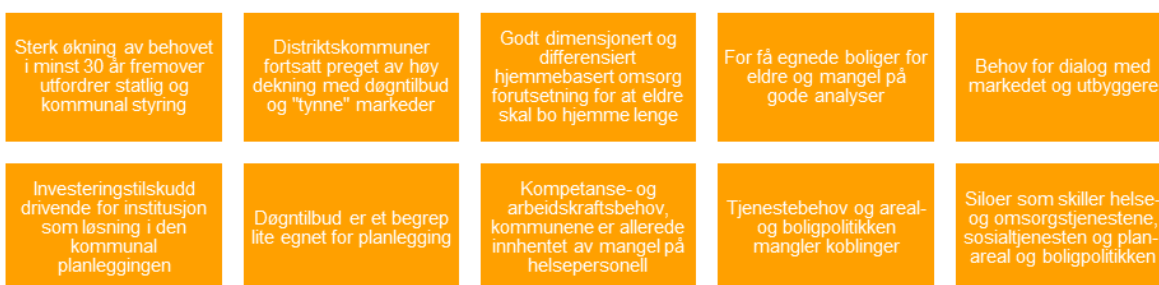 Sterk økning av behovet
i minst 30 år fremover
utfordrer statlig og
kommunal styring
Distriktskommuner
fortsatt preget av høy
dekning med døgntilbud
og "tynne" markeder
Godt dimensjonert og
differensiert
hjemmebasert omsorg
forutsetning for at eldre
skal bo hjemme lenge
For få egnede boliger for
eldre og mangel på
gode analyser
Behov for dialog med
markedet og utbyggere
Investeringstilskudd
drivende for institusjon
som løsning i den
kommunal
planleggingen
Døgntilbud er et begrep
lite egnet for planlegging
Kompetanse- og
arbeidskraftsbehov,
kommunene er allerede
innhentet av mangel på
helsepersonell
Tjenestebehov og areal-
og boligpolitikken
mangler koblinger
Siloer som skiller helse-
og omsorgstjenestene,
sosialtjenesten og plan-
areal og boligpolitikken